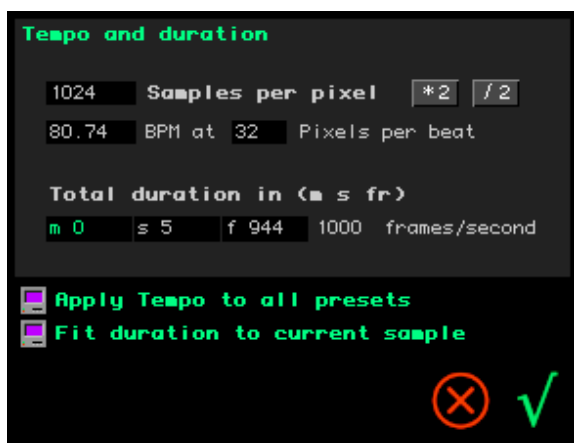 Tempo and duration
1024 Samples per pixel *2 /2
80.74 BPM at 32 Pixels per beat
Total duration in (m s fr)
m 0 s 5 f 944 1000 frames/second
Apply Tempo to all presets
Fit duration to current sample